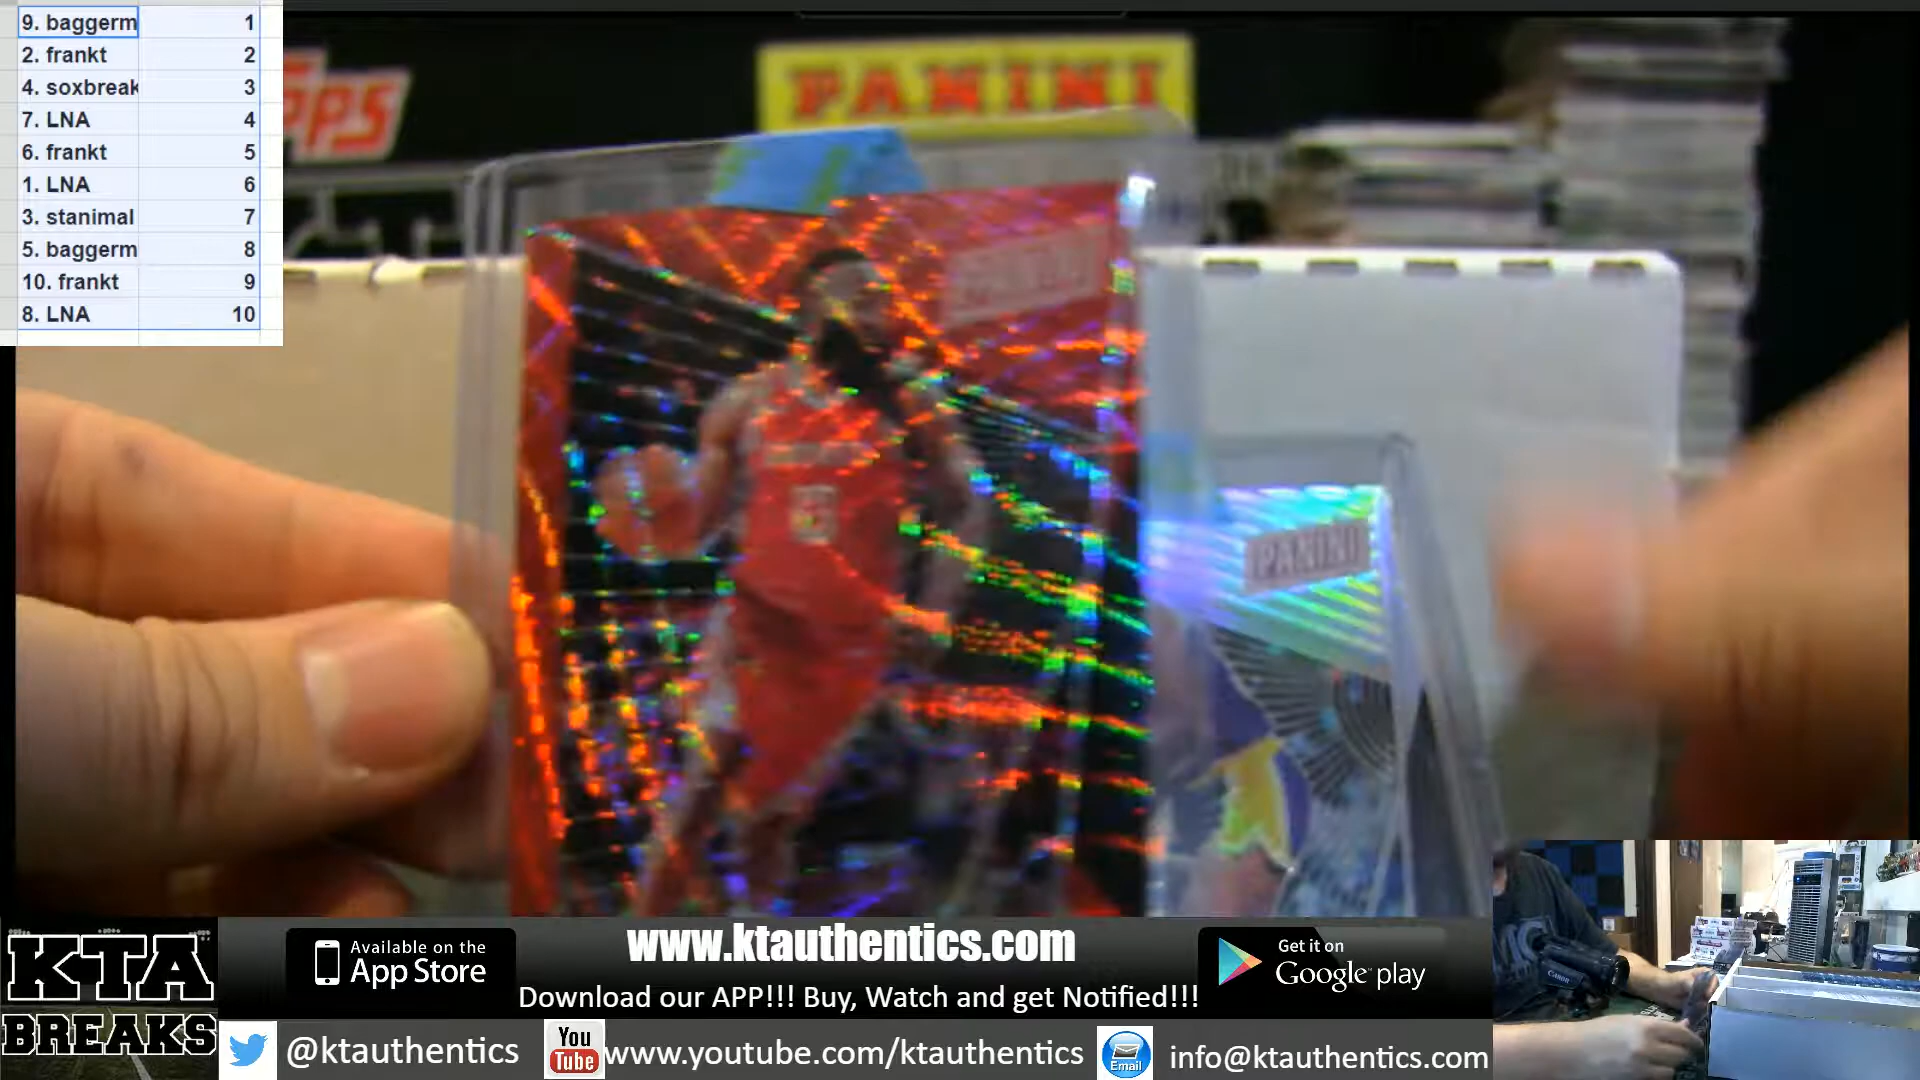 9. baggerm 1
2. frankt 2
4. soxbreak 3
7. LNA 4
6. frankt 5
1. LNA 6
3. stanimal 7
5. baggerm 8
10. frankt 9
8. LNA 10
PANINI
PANINI
KTA
BREAKS
Available on the
App Store
www.ktauthentics.com
Download our APP!!! Buy, Watch and get Notified!!!
Get it on
Google play
@ktauthentics
You
Tube
www.youtube.com/ktauthentics
Email
info@ktauthentics.com